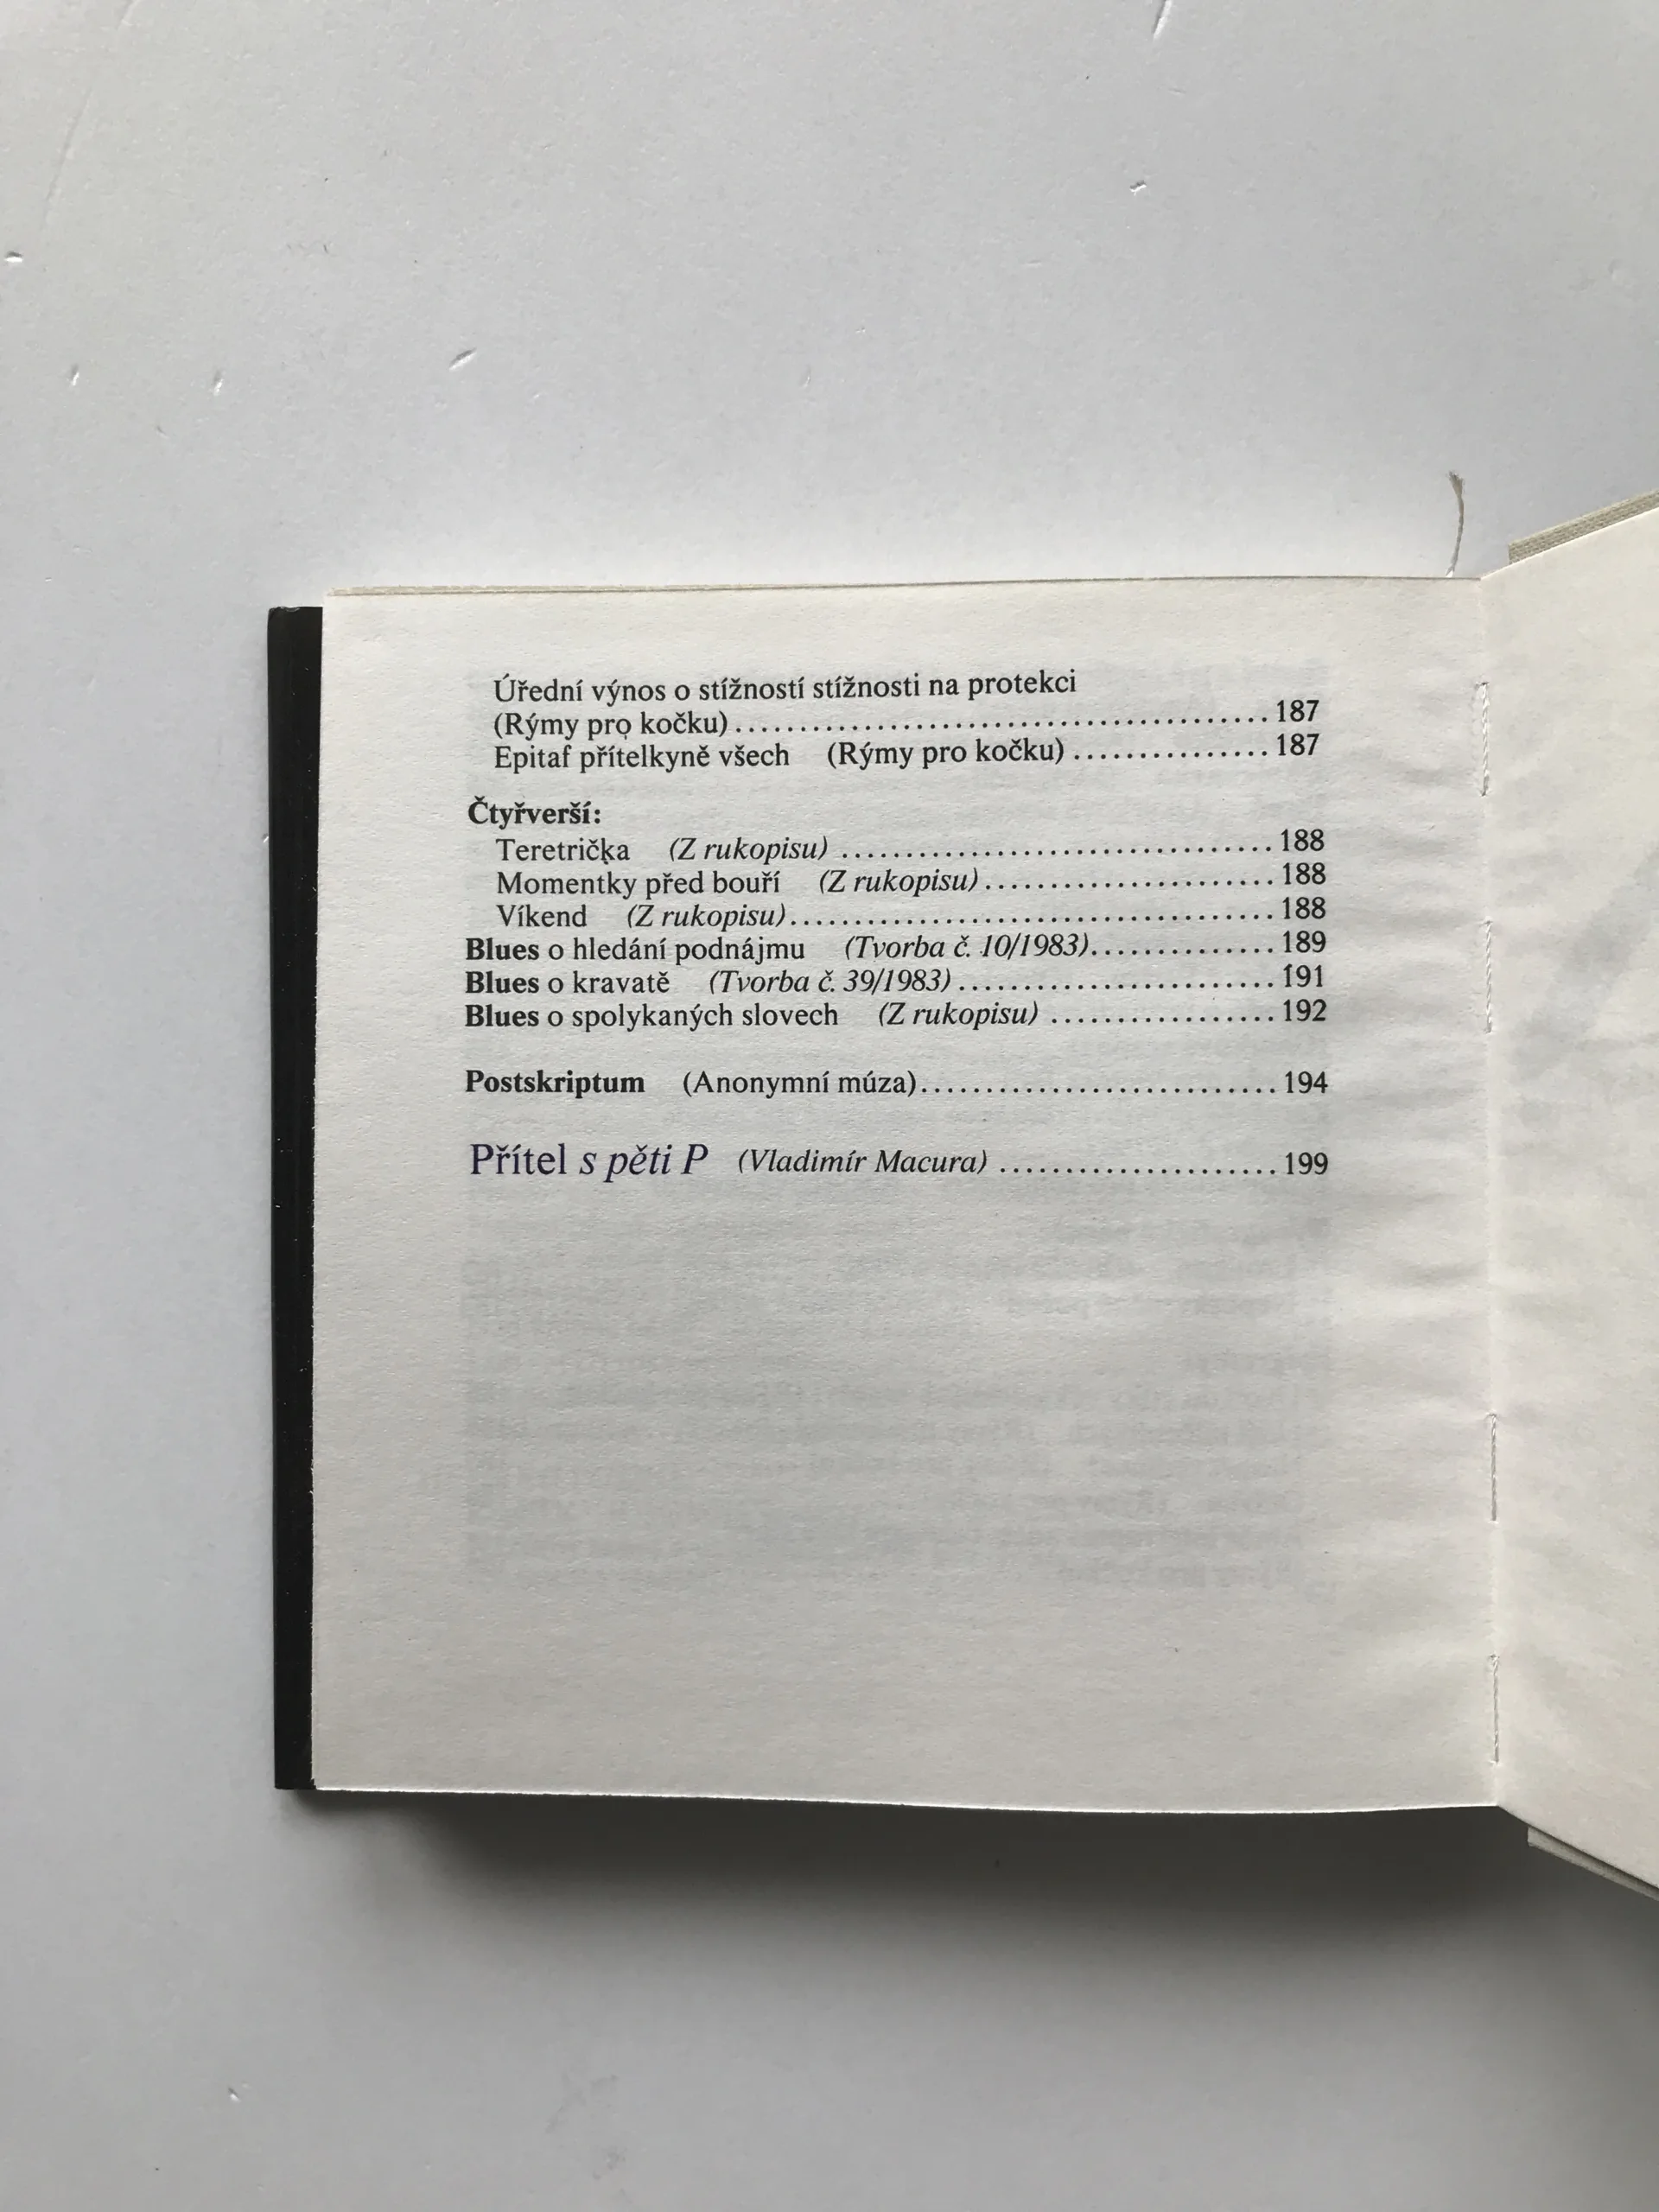 Úřední výnos o stížností stížnosti na protekci
(Rýmy pro kočku) ........................................ 187
Epitaf přítelkyně všech (Rýmy pro kočku) ............... 187
Čtyřverší:
Teretrička (Z rukopisu) ................................. 188
Momentky před bouří (Z rukopisu) ...................... 188
Víkend (Z rukopisu) ..................................... 188
Blues o hledání podnájmu (Tvorba č. 10/1983) .............. 189
Blues o kravatě (Tvorba č. 39/1983) ........................ 191
Blues o spolykaných slovech (Z rukopisu) .................. 192
Postskriptum (Anonymní múza) ........................... 194
Přítel s pěti P (Vladimír Macura) ...................... 199